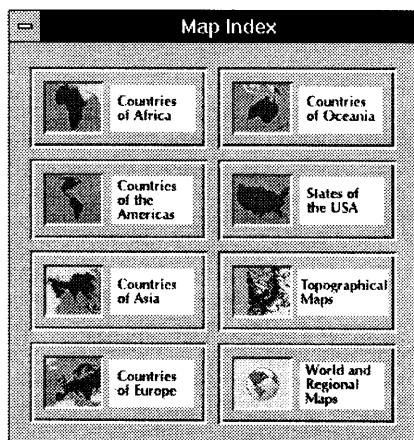 Map Index
Countries
of Africa
Countries
of Oceania
Countries
of the
Americas
States of
the USA
Countries
of Asia
Topographical
Maps
Countries
of Europe
World and
Regional
Maps